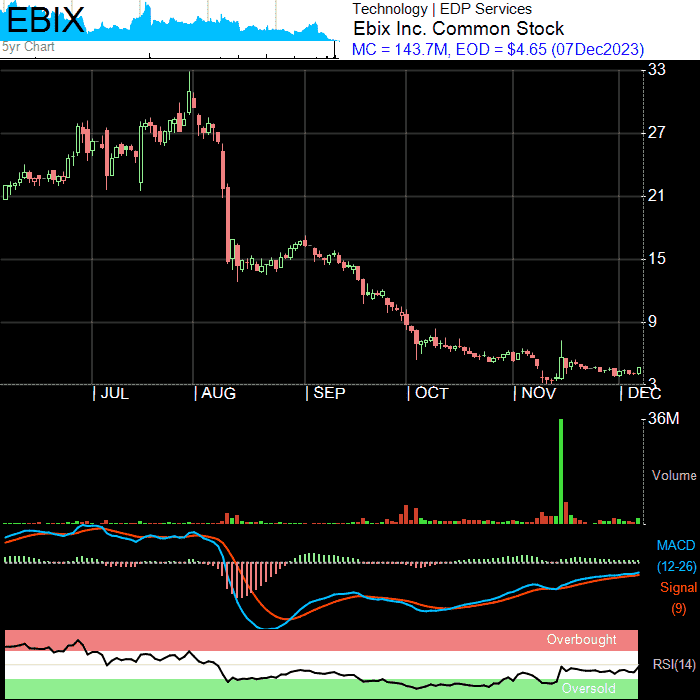 EBIX
5yr Chart
Technology | EDP Services
Ebix Inc. Common Stock
MC = 143.7M, EOD = $4.65 (07Dec2023)
33
27
21
15
9
3
| JUL | AUG | SEP | OCT | NOV | DEC
36M
Volume
MACD
(12-26)
Signal
(9)
Overbought
RSI(14)
Oversold